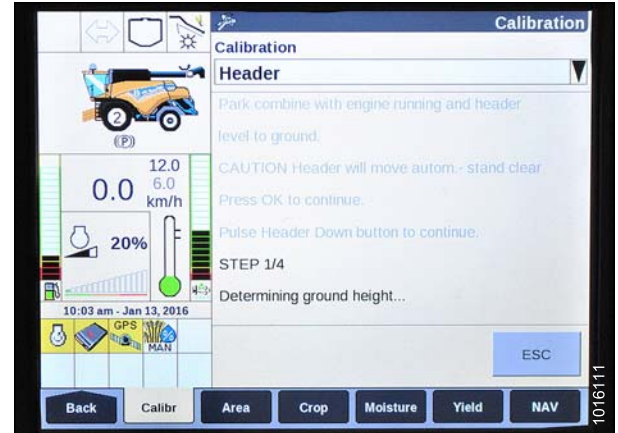 Calibration
Calibration
Header
Park combine with engine running and header
level to ground.
CAUTION Header will move autom.- stand clear
Press OK to continue.
Pulse Header Down button to continue.
STEP 1/4
Determining ground height...
ESC
1
2
(P)
12.0
6.0
0.0
km/h
20%
10:03 am - Jan 13, 2016
GPS
MAN
Back
Calibr
Area
Crop
Moisture
Yield
NAV
1016111